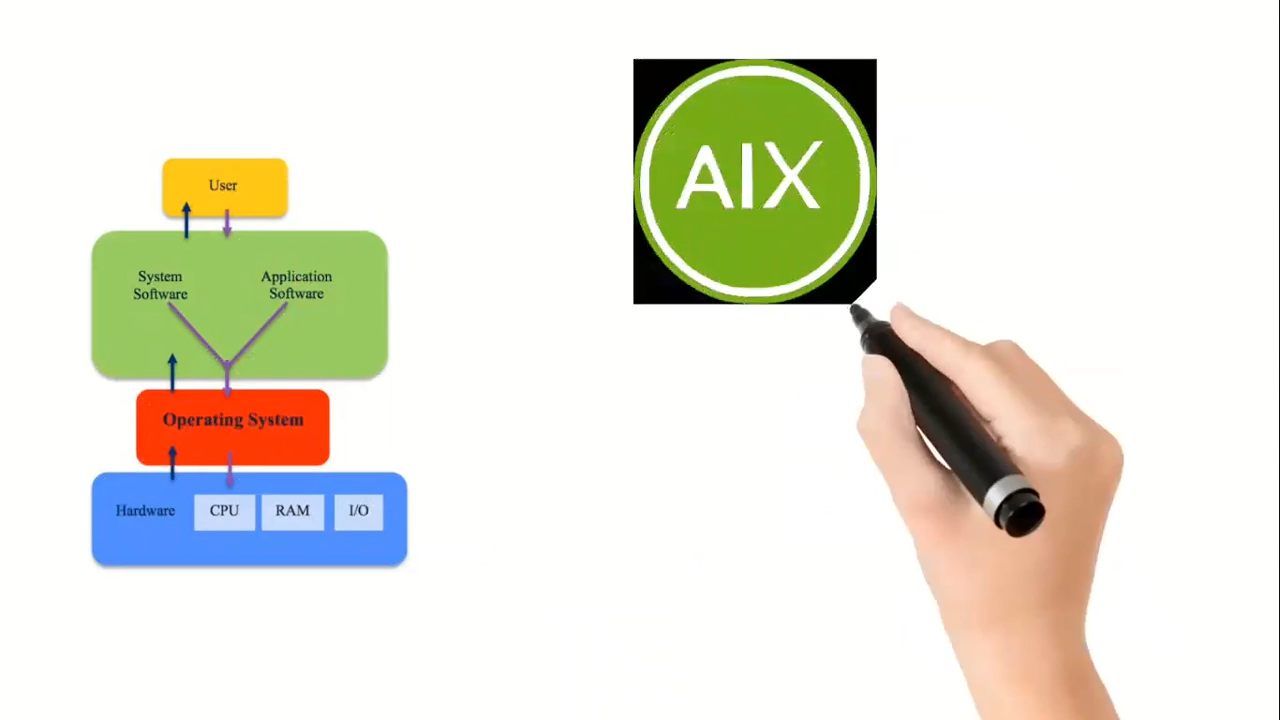 User
System
Software
Application
Software
Operating System
Hardware
CPU
RAM
I/O
AIX